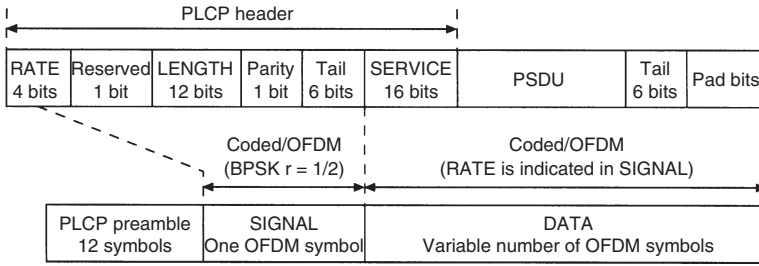 PLCP header
RATE Reserved LENGTH Parity Tail SERVICE PSDU Tail Pad bits
4 bits 1 bit 12 bits 1 bit 6 bits 16 bits 6 bits
Coded/OFDM Coded/OFDM
(BPSK r = 1/2) (RATE is indicated in SIGNAL)
PLCP preamble SIGNAL DATA
12 symbols One OFDM symbol Variable number of OFDM symbols